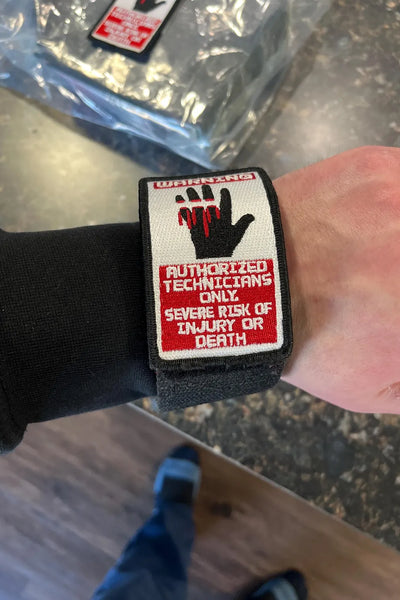 WARNING
AUTHORIZED
TECHNICIANS
ONLY.
SEVERE RISK OF
INJURY OR
DEATH